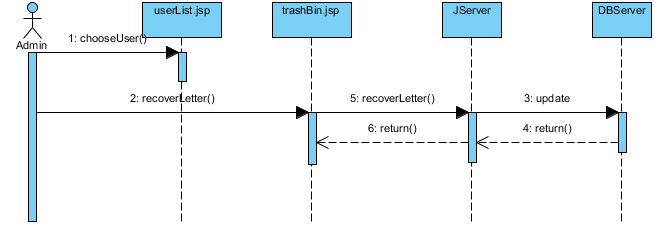 userList.jsp
trashBin.jsp
JServer
DBServer
Admin
1: chooseUser()
2: recoverLetter()
5: recoverLetter()
3: update
6: return()
4: return()